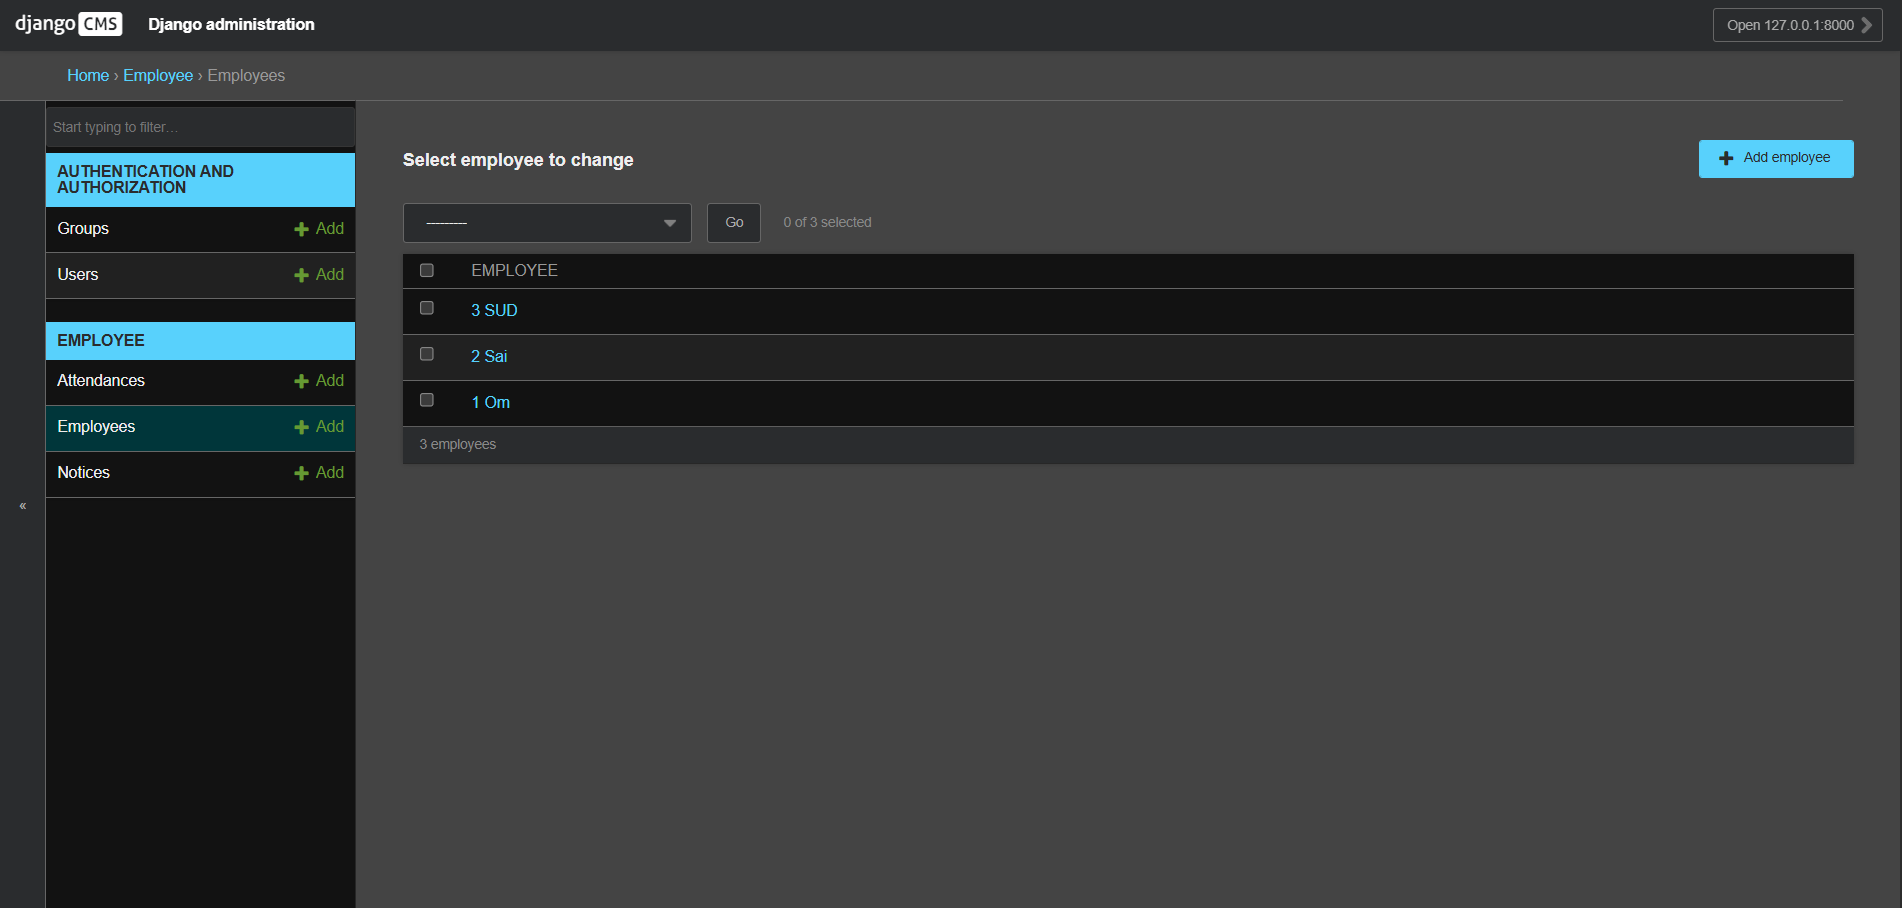 django CMS Django administration Open 127.0.0.1:8000
Home › Employee › Employees
Start typing to filter...
AUTHENTICATION AND
AUTHORIZATION
Groups Add
Users Add
EMPLOYEE
Attendances Add
Employees Add
Notices Add
«
Select employee to change Add employee
--------- Go 0 of 3 selected
EMPLOYEE
3 SUD
2 Sai
1 Om
3 employees